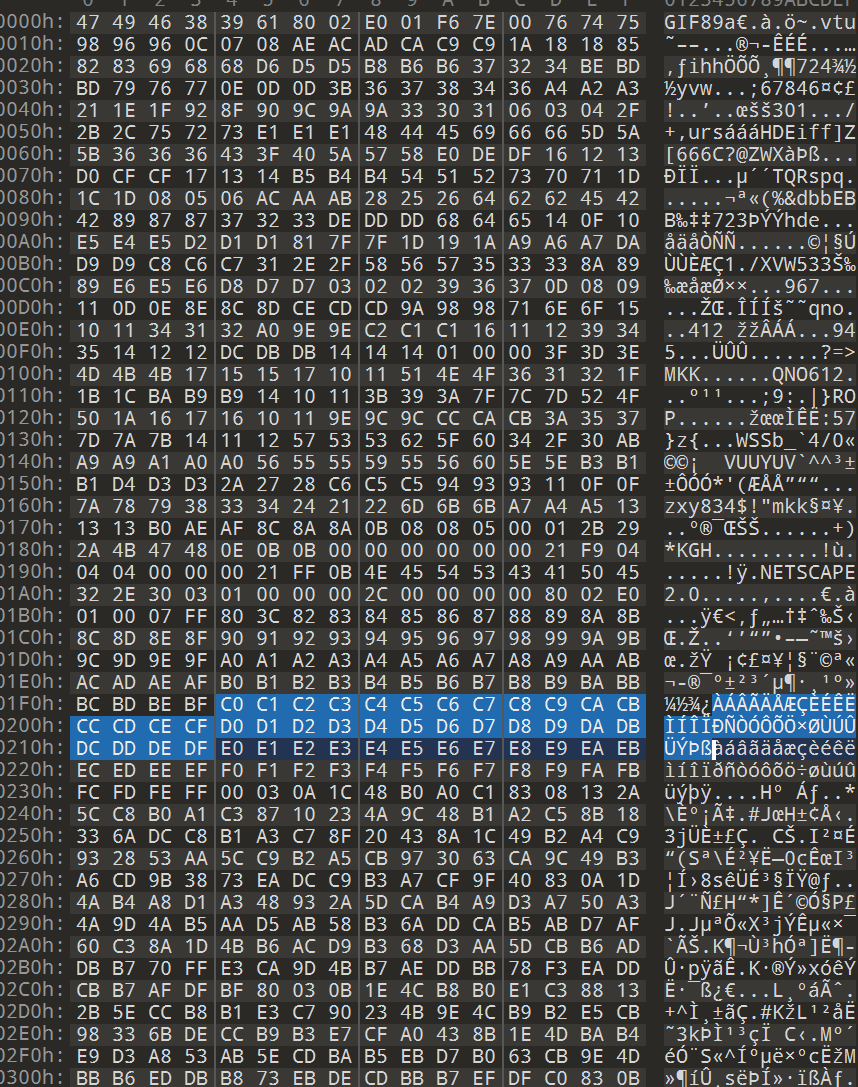 0 1 2 3 4 5 6 7 8 9 A B C D E F 0123456789ABCDEF
0000h: 47 49 46 38 39 61 80 02 E0 01 F6 7E 00 76 74 75 GIF89a€.à.ö~.vtu
0010h: 98 96 96 0C 07 08 AE AC AD CA C9 C9 1A 18 18 85 ˜––...®¬-ÊÉÉ...…
0020h: 82 83 69 68 68 D6 D5 D5 B8 B6 B6 37 32 34 BE BD ‚ƒihhÖÕÕ¸¶¶724¾½
0030h: BD 79 76 77 0E 0D 0D 3B 36 37 38 34 36 A4 A2 A3 ½yvw...;67846¤¢£
0040h: 21 1E 1F 92 8F 90 9C 9A 9A 33 30 31 06 03 04 2F !..’..œšš301.../
0050h: 2B 2C 75 72 73 E1 E1 E1 48 44 45 69 66 66 5D 5A +,ursáááHDEiff]Z
0060h: 5B 36 36 36 43 3F 40 5A 57 58 E0 DE DF 16 12 13 [666C?@ZWXàÞß...
0070h: D0 CF CF 17 13 14 B5 B4 B4 54 51 52 73 70 71 1D ÐÏÏ...µ´´TQRspq.
0080h: 1C 1D 08 05 06 AC AA AB 28 25 26 64 62 62 45 42 .....¬ª«(%&dbbEB
0090h: 42 89 87 87 37 32 33 DE DD DD 68 64 65 14 0F 10 B‰‡‡723ÞÝÝhde...
00A0h: E5 E4 E5 D2 D1 D1 81 7F 7F 1D 19 1A A9 A6 A7 DA åäåÒÑÑ......©¦§Ú
00B0h: D9 D9 C8 C6 C7 31 2E 2F 58 56 57 35 33 33 8A 89 ÙÙÈÆÇ1./XVW533Š‰
00C0h: 89 E6 E5 E6 D8 D7 D7 03 02 02 39 36 37 0D 08 09 ‰æåæØ××...967...
00D0h: 11 0D 0E 8E 8C 8D CE CD CD 9A 98 98 71 6E 6F 15 ...ŽŒ.ÎÍÍš˜˜qno.
00E0h: 10 11 34 31 32 A0 9E 9E C2 C1 C1 16 11 12 39 34 ..412 žžÂÁÁ...94
00F0h: 35 14 12 12 DC DB DB 14 14 14 01 00 00 3F 3D 3E 5...ÜÛÛ......?=>
0100h: 4D 4B 4B 17 15 15 17 10 11 51 4E 4F 36 31 32 1F MKK......QNO612.
0110h: 1B 1C BA B9 B9 14 10 11 3B 39 3A 7F 7C 7D 52 4F ..º¹¹...;9:.|}RO
0120h: 50 1A 16 17 16 10 11 9E 9C 9C CC CA CB 3A 35 37 P......žœœÌÊË:57
0130h: 7D 7A 7B 14 11 12 57 53 53 62 5F 60 34 2F 30 AB }z{...WSSb_`4/0«
0140h: A9 A9 A1 A0 A0 56 55 55 59 55 56 60 5E 5E B3 B1 ©©¡  VUUYUV`^^³±
0150h: B1 D4 D3 D3 2A 27 28 C6 C5 C5 94 93 93 11 0F 0F ±ÔÓÓ*'(ÆÅÅ”““...
0160h: 7A 78 79 38 33 34 24 21 22 6D 6B 6B A7 A4 A5 13 zxy834$!"mkk§¤¥.
0170h: 13 13 B0 AE AF 8C 8A 8A 0B 08 08 05 00 01 2B 29 ..°®¯ŒŠŠ......+)
0180h: 2A 4B 47 48 0E 0B 0B 00 00 00 00 00 00 21 F9 04 *KGH.........!ù.
0190h: 04 04 00 00 00 21 FF 0B 4E 45 54 53 43 41 50 45 .....!ÿ.NETSCAPE
01A0h: 32 2E 30 03 01 00 00 00 2C 00 00 00 00 80 02 E0 2.0.....,....€.à
01B0h: 01 00 07 FF 80 3C 82 83 84 85 86 87 88 89 8A 8B ...ÿ€<‚ƒ„…†‡ˆ‰Š‹
01C0h: 8C 8D 8E 8F 90 91 92 93 94 95 96 97 98 99 9A 9B Œ.Ž..‘’“”•–—˜™š›
01D0h: 9C 9D 9E 9F A0 A1 A2 A3 A4 A5 A6 A7 A8 A9 AA AB œ.žŸ ¡¢£¤¥¦§¨©ª«
01E0h: AC AD AE AF B0 B1 B2 B3 B4 B5 B6 B7 B8 B9 BA BB ¬-®¯°±²³´µ¶·¸¹º»
01F0h: BC BD BE BF C0 C1 C2 C3 C4 C5 C6 C7 C8 C9 CA CB ¼½¾¿ÀÁÂÃÄÅÆÇÈÉÊË
0200h: CC CD CE CF D0 D1 D2 D3 D4 D5 D6 D7 D8 D9 DA DB ÌÍÎÏÐÑÒÓÔÕÖ×ØÙÚÛ
0210h: DC DD DE DF E0 E1 E2 E3 E4 E5 E6 E7 E8 E9 EA EB ÜÝÞßàáâãäåæçèéêë
0220h: EC ED EE EF F0 F1 F2 F3 F4 F5 F6 F7 F8 F9 FA FB ìíîïðñòóôõö÷øùúû
0230h: FC FD FE FF 00 03 0A 1C 48 B0 A0 C1 83 08 13 2A üýþÿ....H° Áƒ..*
0240h: 5C C8 B0 A1 C3 87 10 23 4A 9C 48 B1 A2 C5 8B 18 \È°¡Ã‡.#JœH±¢Å‹.
0250h: 33 6A DC C8 B1 A3 C7 8F 20 43 8A 1C 49 B2 A4 C9 3jÜÈ±£Ç. CŠ.I²¤É
0260h: 93 28 53 AA 5C C9 B2 A5 CB 97 30 63 CA 9C 49 B3 “(Sª\É²¥Ë—0cÊœI³
0270h: A6 CD 9B 38 73 EA DC C9 B3 A7 CF 9F 40 83 0A 1D ¦Í›8sêÜÉ³§ÏŸ@ƒ..
0280h: 4A B4 A8 D1 A3 48 93 2A 5D CA B4 A9 D3 A7 50 A3 J´¨Ñ£H“*]Ê´©Ó§P£
0290h: 4A 9D 4A B5 AA D5 AB 58 B3 6A DD CA B5 AB D7 AF J.JµªÕ«X³jÝÊµ«×¯
02A0h: 60 C3 8A 1D 4B B6 AC D9 B3 68 D3 AA 5D CB B6 AD `ÃŠ.K¶¬Ù³hÓª]Ë¶-
02B0h: DB B7 70 FF E3 CA 9D 4B B7 AE DD BB 78 F3 EA DD Û·pÿãÊ.K·®Ý»xóêÝ
02C0h: CB B7 AF DF BF 80 03 0B 1E 4C B8 B0 E1 C3 88 13 Ë·¯ß¿€...L¸°áÃˆ.
02D0h: 2B 5E CC B8 B1 E3 C7 90 23 4B 9E 4C B9 B2 E5 CB +^Ì¸±ãÇ.#KžL¹²åË
02E0h: 98 33 6B DE CC B9 B3 E7 CF A0 43 8B 1E 4D BA B4 ˜3kÞÌ¹³çÏ C‹.Mº´
02F0h: E9 D3 A8 53 AB 5E CD BA B5 EB D7 B0 63 CB 9E 4D éÓ¨S«^Íºµë×°cËžM
0300h: BB B6 ED DB B8 73 EB DE CD BB B7 EF DF C0 83 0B »¶íÛ¸sëÞÍ»·ïßÀƒ.